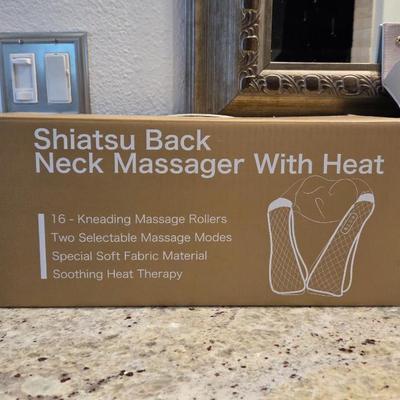 Shiatsu Back
Neck Massager With Heat
16 - Kneading Massage Rollers
Two Selectable Massage Modes
Special Soft Fabric Material
Soothing Heat Therapy